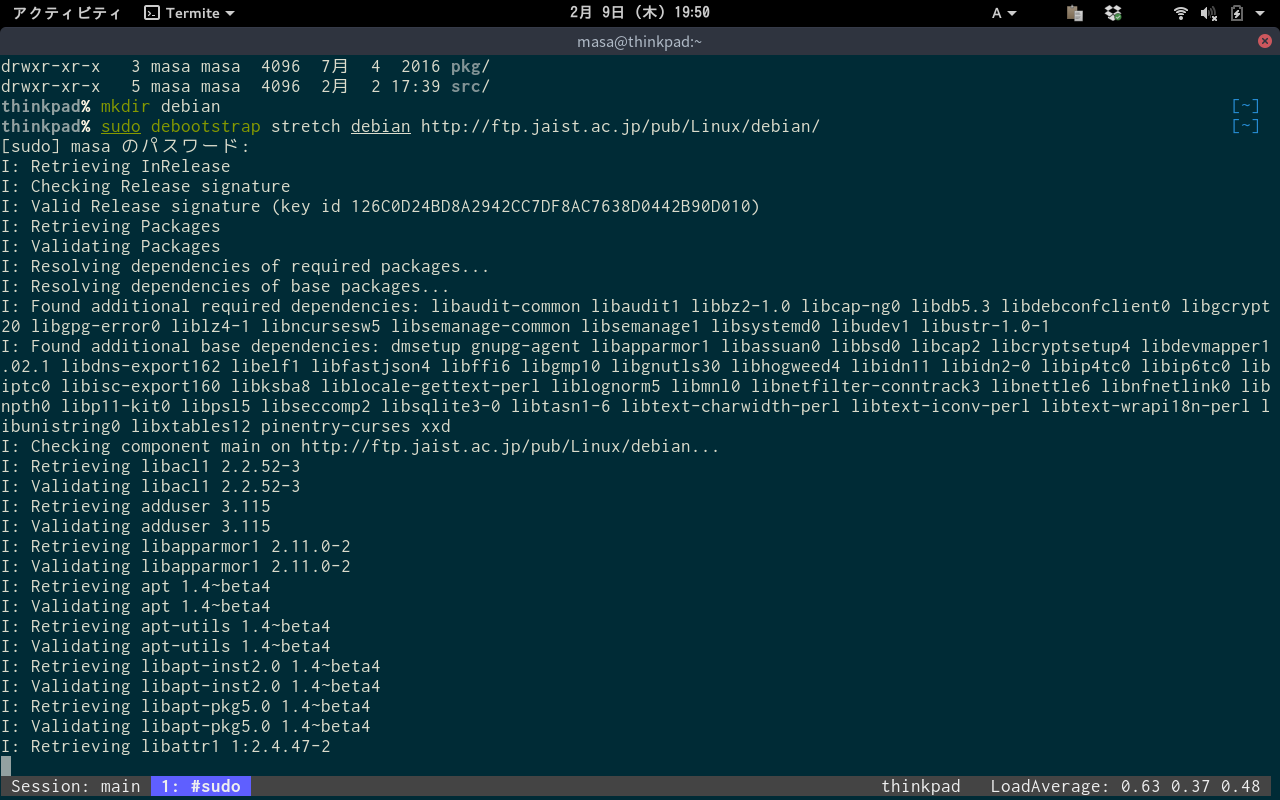 アクティビティ Termite 2月 9日 (木) 19:50 A
masa@thinkpad:~
drwxr-xr-x 3 masa masa 4096 7月 4 2016 pkg/
drwxr-xr-x 5 masa masa 4096 2月 2 17:39 src/
thinkpad% mkdir debian [~]
thinkpad% sudo debootstrap stretch debian http://ftp.jaist.ac.jp/pub/Linux/debian/ [~]
[sudo] masa のパスワード:
I: Retrieving InRelease
I: Checking Release signature
I: Valid Release signature (key id 126C0D24BD8A2942CC7DF8AC7638D0442B90D010)
I: Retrieving Packages
I: Validating Packages
I: Resolving dependencies of required packages...
I: Resolving dependencies of base packages...
I: Found additional required dependencies: libaudit-common libaudit1 libbz2-1.0 libcap-ng0 libdb5.3 libdebconfclient0 libgcrypt
20 libgpg-error0 liblz4-1 libncursesw5 libsemanage-common libsemanage1 libsystemd0 libudev1 libustr-1.0-1
I: Found additional base dependencies: dmsetup gnupg-agent libapparmor1 libassuan0 libbsd0 libcap2 libcryptsetup4 libdevmapper1
.02.1 libdns-export162 libelf1 libfastjson4 libffi6 libgmp10 libgnutls30 libhogweed4 libidn11 libidn2-0 libip4tc0 libip6tc0 lib
iptc0 libisc-export160 libksba8 liblocale-gettext-perl liblognorm5 libmnl0 libnetfilter-conntrack3 libnettle6 libnfnetlink0 lib
npth0 libp11-kit0 libpsl5 libseccomp2 libsqlite3-0 libtasn1-6 libtext-charwidth-perl libtext-iconv-perl libtext-wrapi18n-perl l
ibunistring0 libxtables12 pinentry-curses xxd
I: Checking component main on http://ftp.jaist.ac.jp/pub/Linux/debian...
I: Retrieving libacl1 2.2.52-3
I: Validating libacl1 2.2.52-3
I: Retrieving adduser 3.115
I: Validating adduser 3.115
I: Retrieving libapparmor1 2.11.0-2
I: Validating libapparmor1 2.11.0-2
I: Retrieving apt 1.4~beta4
I: Validating apt 1.4~beta4
I: Retrieving apt-utils 1.4~beta4
I: Validating apt-utils 1.4~beta4
I: Retrieving libapt-inst2.0 1.4~beta4
I: Validating libapt-inst2.0 1.4~beta4
I: Retrieving libapt-pkg5.0 1.4~beta4
I: Validating libapt-pkg5.0 1.4~beta4
I: Retrieving libattr1 1:2.4.47-2
Session: main 1: #sudo thinkpad LoadAverage: 0.63 0.37 0.48